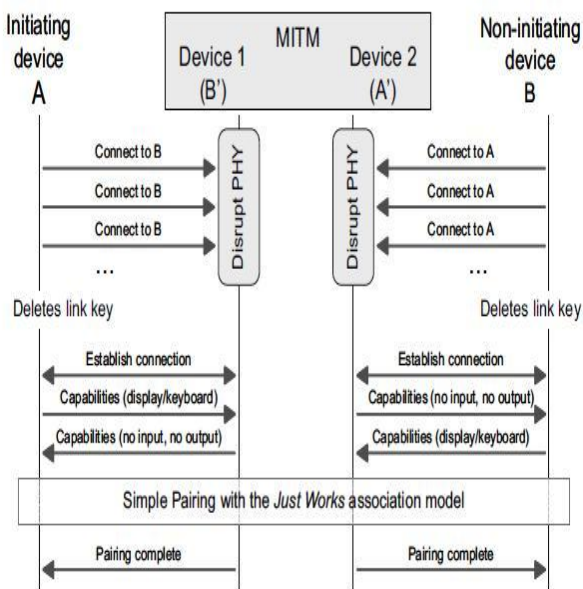 Initiating
device
A
MITM
Device 1
(B')
Device 2
(A')
Non-initiating
device
B
Connect to B
Connect to B
Connect to B
...
Disrupt PHY
Disrupt PHY
Connect to A
Connect to A
Connect to A
...
Deletes link key
Deletes link key
Establish connection
Establish connection
Capabilities (display/keyboard)
Capabilities (no input, no output)
Capabilities (no input, no output)
Capabilities (display/keyboard)
Simple Pairing with the Just Works association model
Pairing complete
Pairing complete